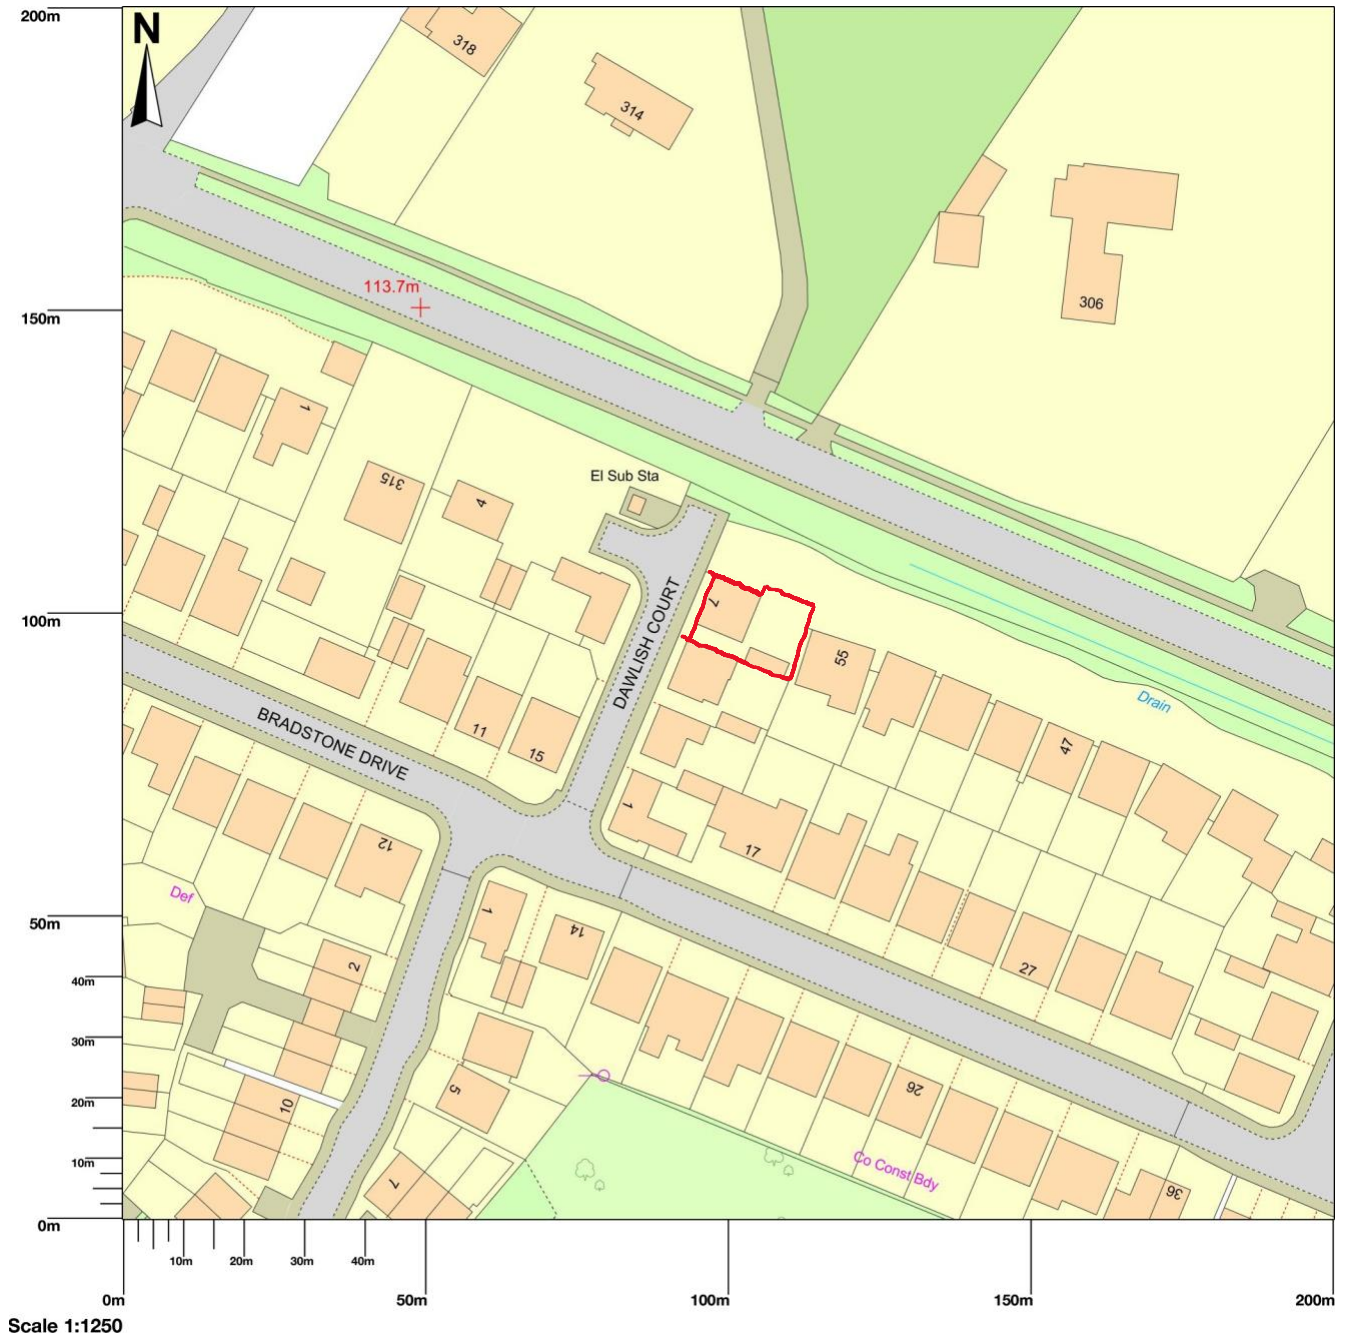 200m
N
318
314
306
113.7m
150m
1
315
4
El Sub Sta
7
55
100m
DAWLISH COURT
Drain
47
11
15
BRADSTONE DRIVE
1
17
12
Def
50m
1
14
2
27
40m
30m
5
26
20m
10
10m
Co Const Bdy
7
36
0m
10m 20m 30m 40m
0m 50m 100m 150m 200m
Scale 1:1250